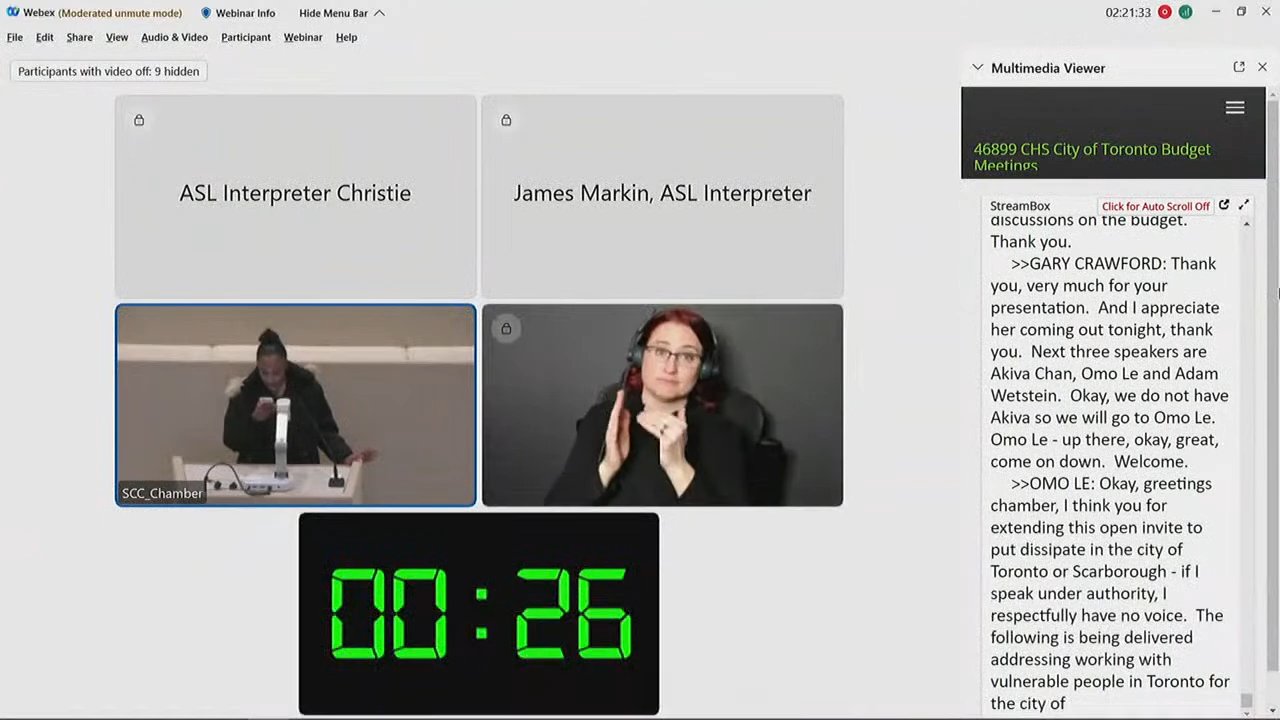 Webex (Moderated unmute mode) Webinar Info Hide Menu Bar 02:21:33
File Edit Share View Audio & Video Participant Webinar Help
Participants with video off: 9 hidden
ASL Interpreter Christie
James Markin, ASL Interpreter
SCC_Chamber
00:26
Multimedia Viewer
46899 CHS City of Toronto Budget
Meetings
StreamBox Click for Auto Scroll Off
discussions on the budget.
Thank you.
>>GARY CRAWFORD: Thank
you, very much for your
presentation. And I appreciate
her coming out tonight, thank
you. Next three speakers are
Akiva Chan, Omo Le and Adam
Wetstein. Okay, we do not have
Akiva so we will go to Omo Le.
Omo Le - up there, okay, great,
come on down. Welcome.
>>OMO LE: Okay, greetings
chamber, I think you for
extending this open invite to
put dissipate in the city of
Toronto or Scarborough - if I
speak under authority, I
respectfully have no voice. The
following is being delivered
addressing working with
vulnerable people in Toronto for
the city of